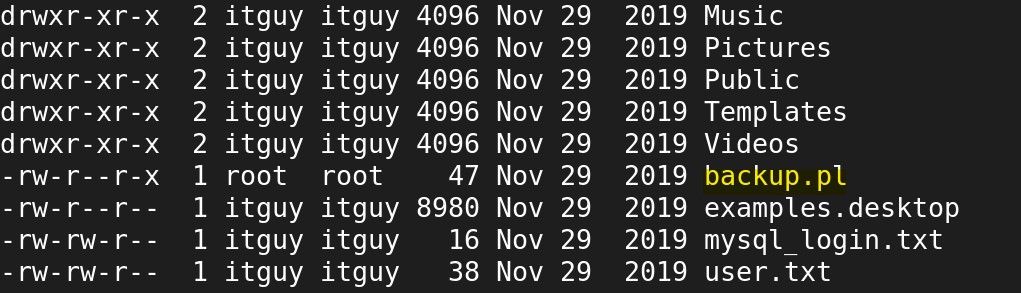 drwxr-xr-x  2 itguy itguy 4096 Nov 29  2019 Music
drwxr-xr-x  2 itguy itguy 4096 Nov 29  2019 Pictures
drwxr-xr-x  2 itguy itguy 4096 Nov 29  2019 Public
drwxr-xr-x  2 itguy itguy 4096 Nov 29  2019 Templates
drwxr-xr-x  2 itguy itguy 4096 Nov 29  2019 Videos
-rw-r--r-x  1 root  root    47 Nov 29  2019 backup.pl
-rw-r--r--  1 itguy itguy 8980 Nov 29  2019 examples.desktop
-rw-rw-r--  1 itguy itguy   16 Nov 29  2019 mysql_login.txt
-rw-rw-r--  1 itguy itguy   38 Nov 29  2019 user.txt